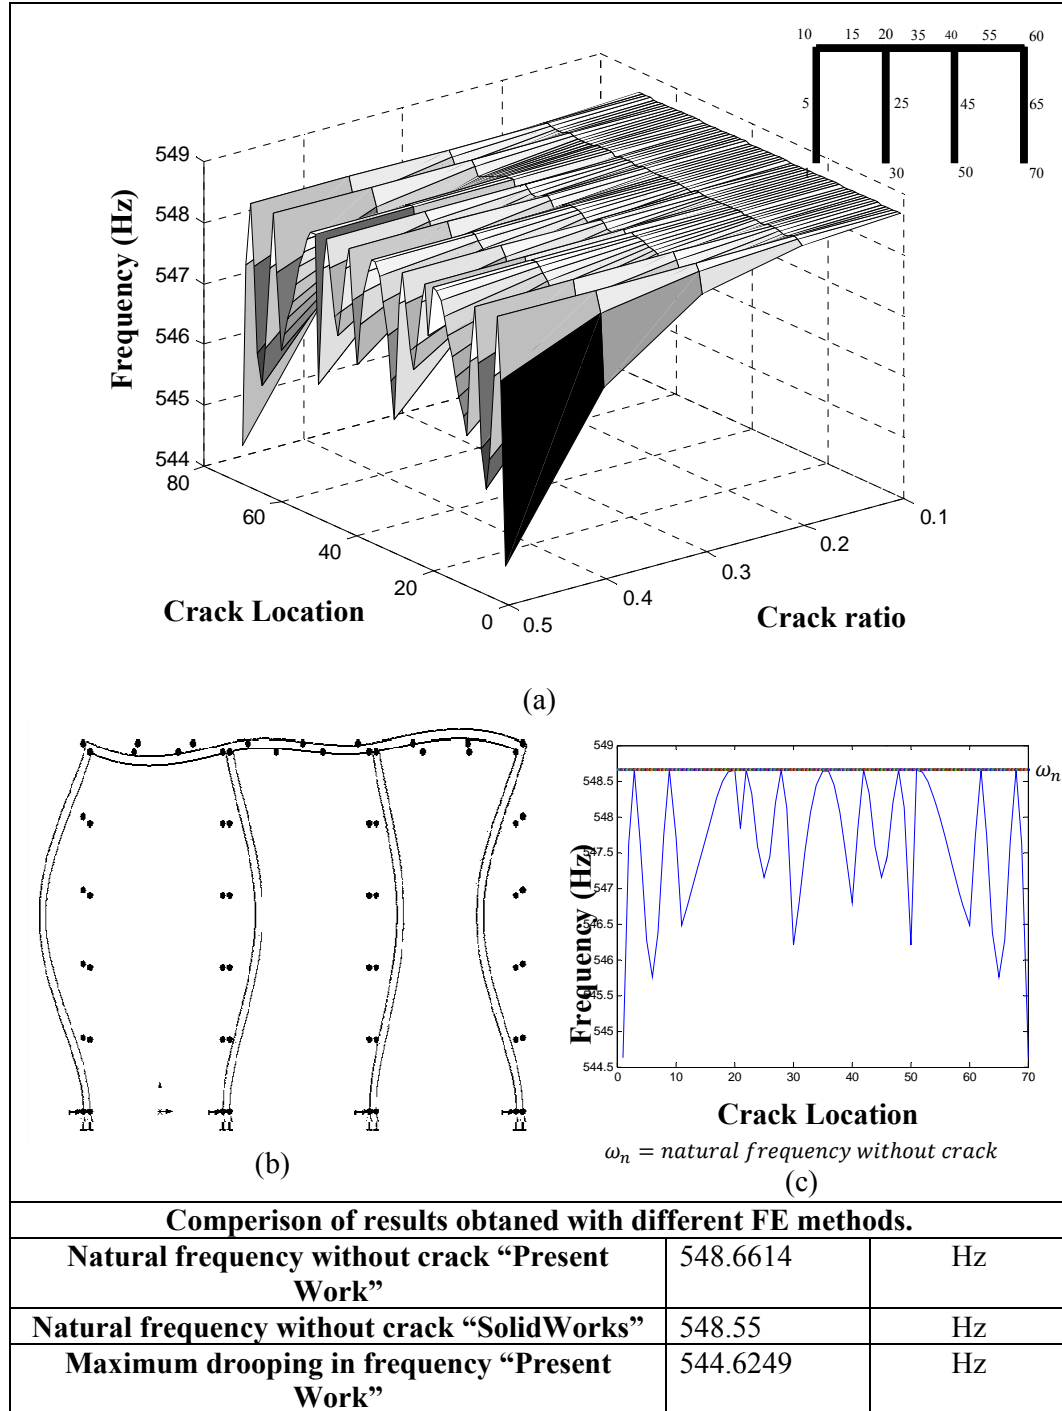 10 15 20 35 40 55 60
5 25 45 65
30 50 70
549
548
547
546
545
544
Frequency (Hz)
80
60
40
20
0
Crack Location
0.5
0.4
0.3
0.2
0.1
Crack ratio
(a)
(b)
549
548.5
548
547.5
547
546.5
546
545.5
545
544.5
Frequency (Hz)
ωn
0 10 20 30 40 50 60 70
Crack Location
ωn = natural frequency without crack
(c)
Comperison of results obtaned with different FE methods.
Natural frequency without crack “Present
Work”
548.6614
Hz
Natural frequency without crack “SolidWorks”
548.55
Hz
Maximum drooping in frequency “Present
Work”
544.6249
Hz